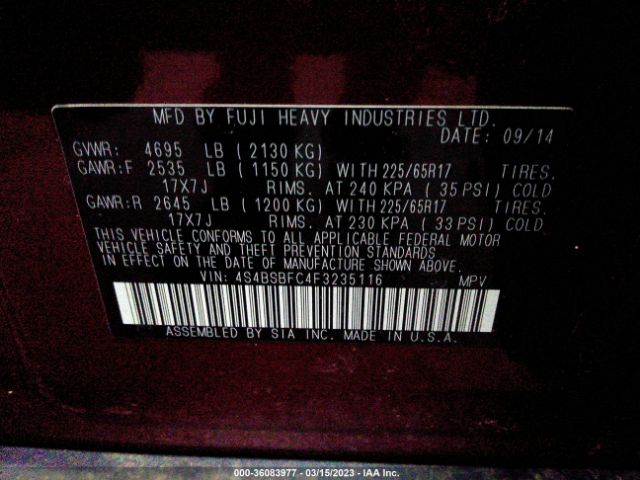 MFD BY FUJI HEAVY INDUSTRIES LTD.
DATE: 09/14
GVWR: 4695 LB ( 2130 KG)
GAWR:F 2535 LB ( 1150 KG) WITH 225/65R17 TIRES.
17X7J RIMS. AT 240 KPA ( 35 PSI) COLD
GAWR:R 2645 LB ( 1200 KG) WITH 225/65R17 TIRES.
17X7J RIMS. AT 230 KPA ( 33 PSI) COLD.
THIS VEHICLE CONFORMS TO ALL APPLICABLE FEDERAL MOTOR
VEHICLE SAFETY AND THEFT PREVENTION STANDARDS
IN EFFECT ON THE DATE OF MANUFACTURE SHOWN ABOVE.
VIN: 4S4BSBFC4F3235116 MPV
ASSEMBLED BY SIA INC. MADE IN U.S.A.
000-36083977 - 03/15/2023 - IAA Inc.